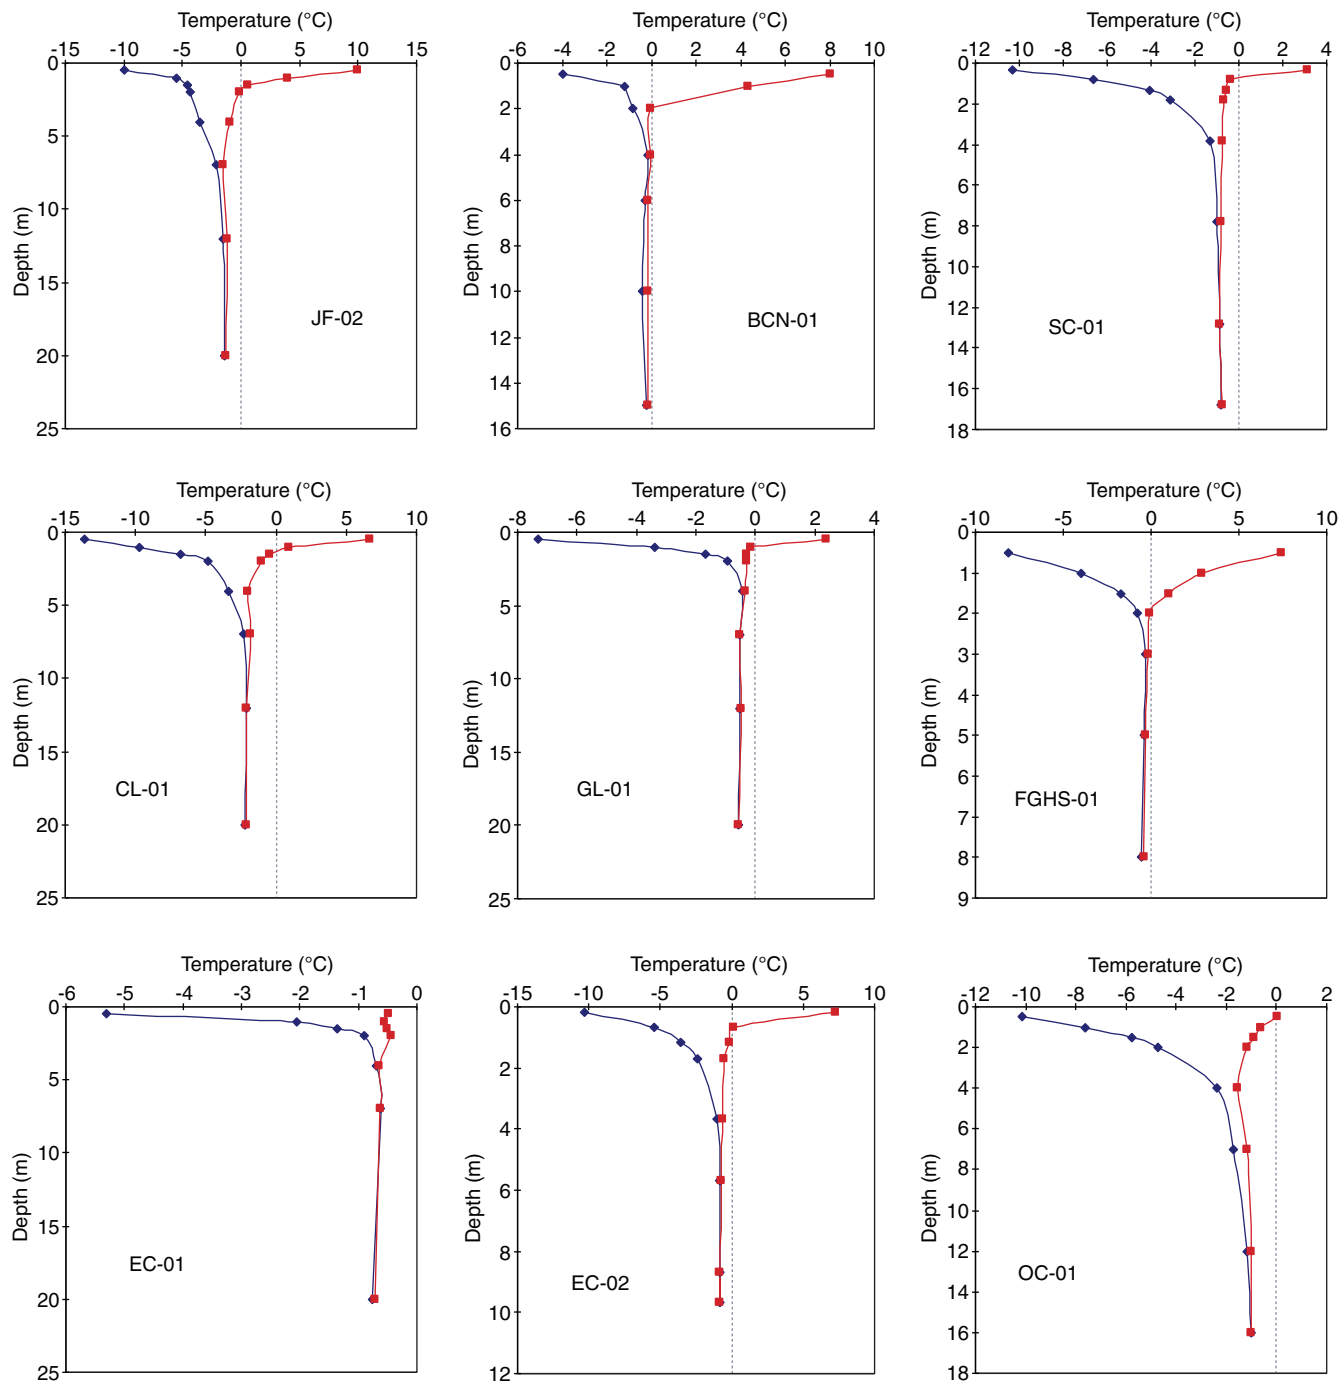 Temperature (°C)
-15 -10 -5 0 5 10 15
0
5
10
15
20
25
Depth (m)
JF-02
Temperature (°C)
-6 -4 -2 0 2 4 6 8 10
0
2
4
6
8
10
12
14
16
Depth (m)
BCN-01
Temperature (°C)
-12 -10 -8 -6 -4 -2 0 2 4
0
2
4
6
8
10
12
14
16
18
Depth (m)
SC-01
Temperature (°C)
-15 -10 -5 0 5 10
0
5
10
15
20
25
Depth (m)
CL-01
Temperature (°C)
-8 -6 -4 -2 0 2 4
0
5
10
15
20
25
Depth (m)
GL-01
Temperature (°C)
-10 -5 0 5 10
0
1
2
3
4
5
6
7
8
9
Depth (m)
FGHS-01
Temperature (°C)
-6 -5 -4 -3 -2 -1 0
0
5
10
15
20
25
Depth (m)
EC-01
Temperature (°C)
-15 -10 -5 0 5 10
0
2
4
6
8
10
12
Depth (m)
EC-02
Temperature (°C)
-12 -10 -8 -6 -4 -2 0 2
0
2
4
6
8
10
12
14
16
18
Depth (m)
OC-01